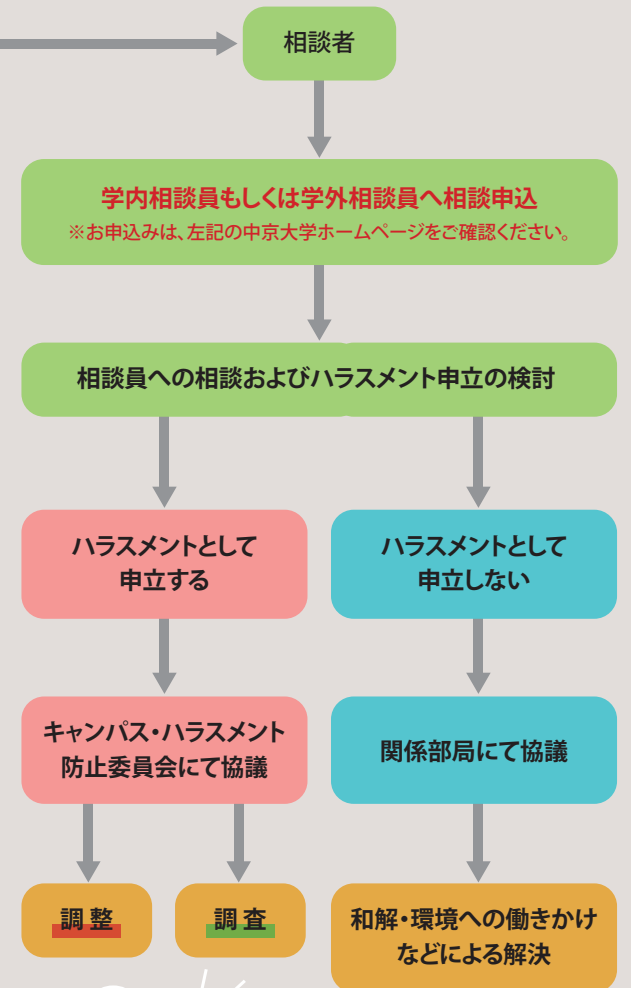 相談者
学内相談員もしくは学外相談員へ相談申込
※お申込みは、左記の中京大学ホームページをご確認ください。
相談員への相談およびハラスメント申立の検討
ハラスメントとして
申立する
ハラスメントとして
申立しない
キャンパス・ハラスメント
防止委員会にて協議
関係部局にて協議
調整
調査
和解・環境への働きかけ
などによる解決